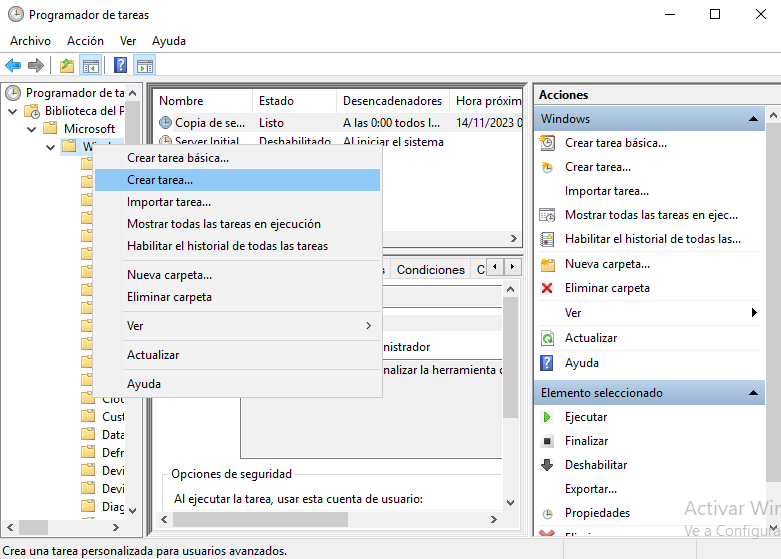 Programador de tareas
Archivo Acción Ver Ayuda
Programador de ta
Biblioteca del P
Microsoft
Nombre Estado Desencadenadores Hora próxim
Copia de se... Listo A las 0:00 todos l... 14/11/2023 0
Server Initial Deshabilitado Al iniciar el sistema
Crear tarea básica...
Crear tarea...
Importar tarea...
Mostrar todas las tareas en ejecución
Habilitar el historial de todas las tareas
Nueva carpeta...
Eliminar carpeta
Ver
Actualizar
Ayuda
s Condiciones C
nistrador
nalizar la herramienta
Clou
Cust
Data
Defr
Devi
Devi
Diag
Opciones de seguridad
Al ejecutar la tarea, usar esta cuenta de usuario:
Acciones
Windows
Crear tarea básica...
Crear tarea...
Importar tarea...
Mostrar todas las tareas en ejec...
Habilitar el historial de todas las...
Nueva carpeta...
Eliminar carpeta
Ver
Actualizar
Ayuda
Elemento seleccionado
Ejecutar
Finalizar
Deshabilitar
Exportar...
Propiedades
Eliminar
Activar Win
Ve a Configura
Crea una tarea personalizada para usuarios avanzados.